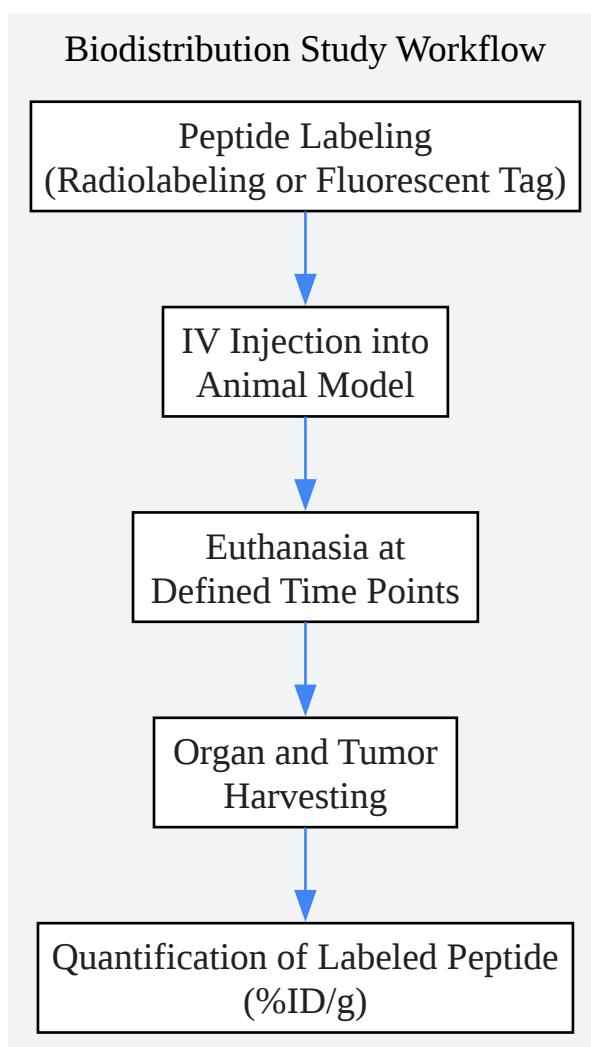 Biodistribution Study Workflow
Peptide Labeling
(Radiolabeling or Fluorescent Tag)
IV Injection into
Animal Model
Euthanasia at
Defined Time Points
Organ and Tumor
Harvesting
Quantification of Labeled Peptide
(%ID/g)